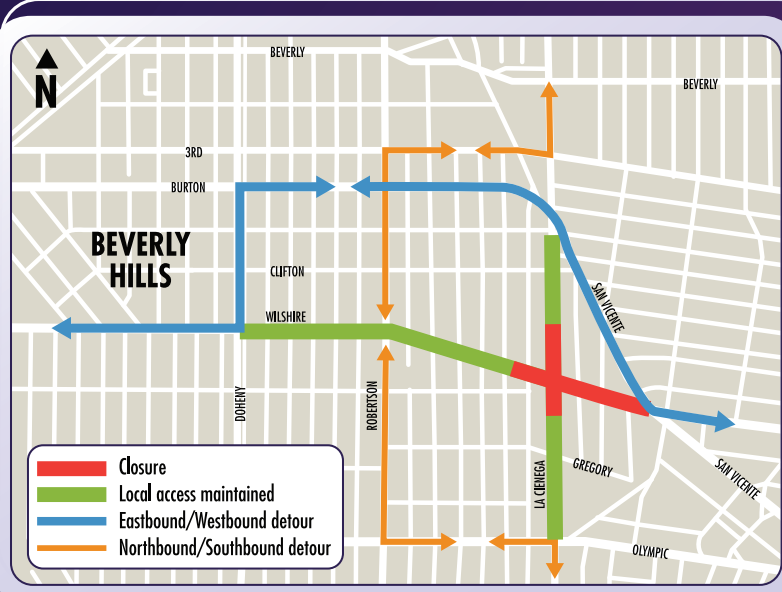 BEVERLY
N
BEVERLY
3RD
BURTON
BEVERLY
HILLS
CLIFTON
SAN VICENTE
WILSHIRE
DOHENY
ROBERTSON
LA CIENEGA
GREGORY
SAN VICENTE
OLYMPIC
Closure
Local access maintained
Eastbound/Westbound detour
Northbound/Southbound detour